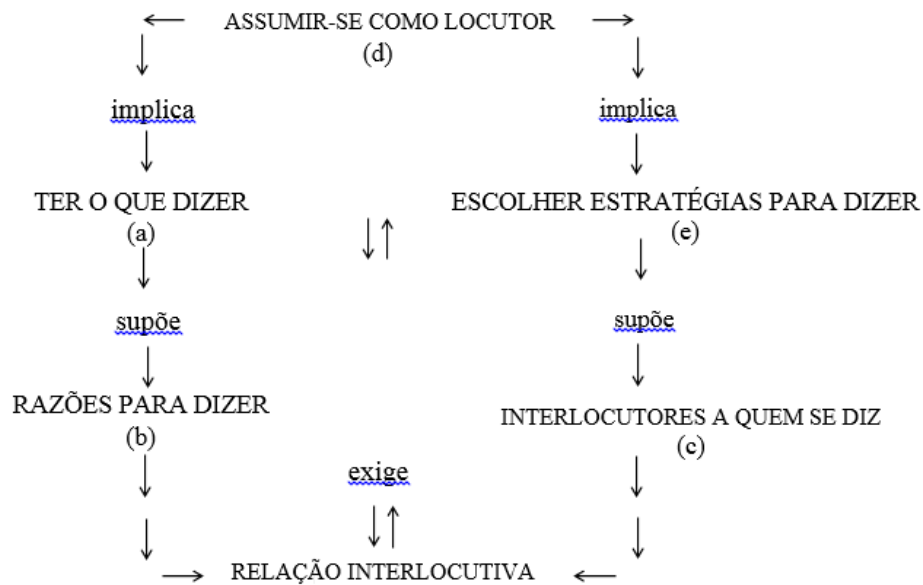 ASSUMIR-SE COMO LOCUTOR
(d)
implica
implica
TER O QUE DIZER
ESCOLHER ESTRATÉGIAS PARA DIZER
(a)
(e)
supõe
supõe
RAZÕES PARA DIZER
INTERLOCUTORES A QUEM SE DIZ
(b)
(c)
exige
RELAÇÃO INTERLOCUTIVA